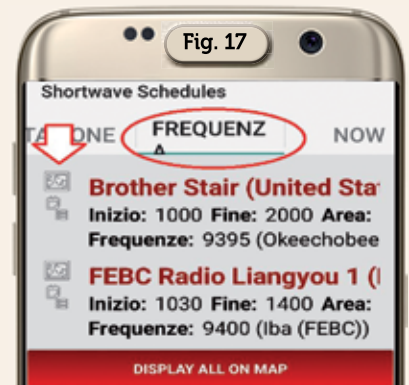 Fig. 17
Shortwave Schedules
FREQUENZ
A
NOW
Brother Stair (United Sta
Inizio: 1000 Fine: 2000 Area:
Frequenze: 9395 (Okeechobee
FEBC Radio Liangyou 1 (
Inizio: 1030 Fine: 1400 Area:
Frequenze: 9400 (Iba (FEBC))
DISPLAY ALL ON MAP